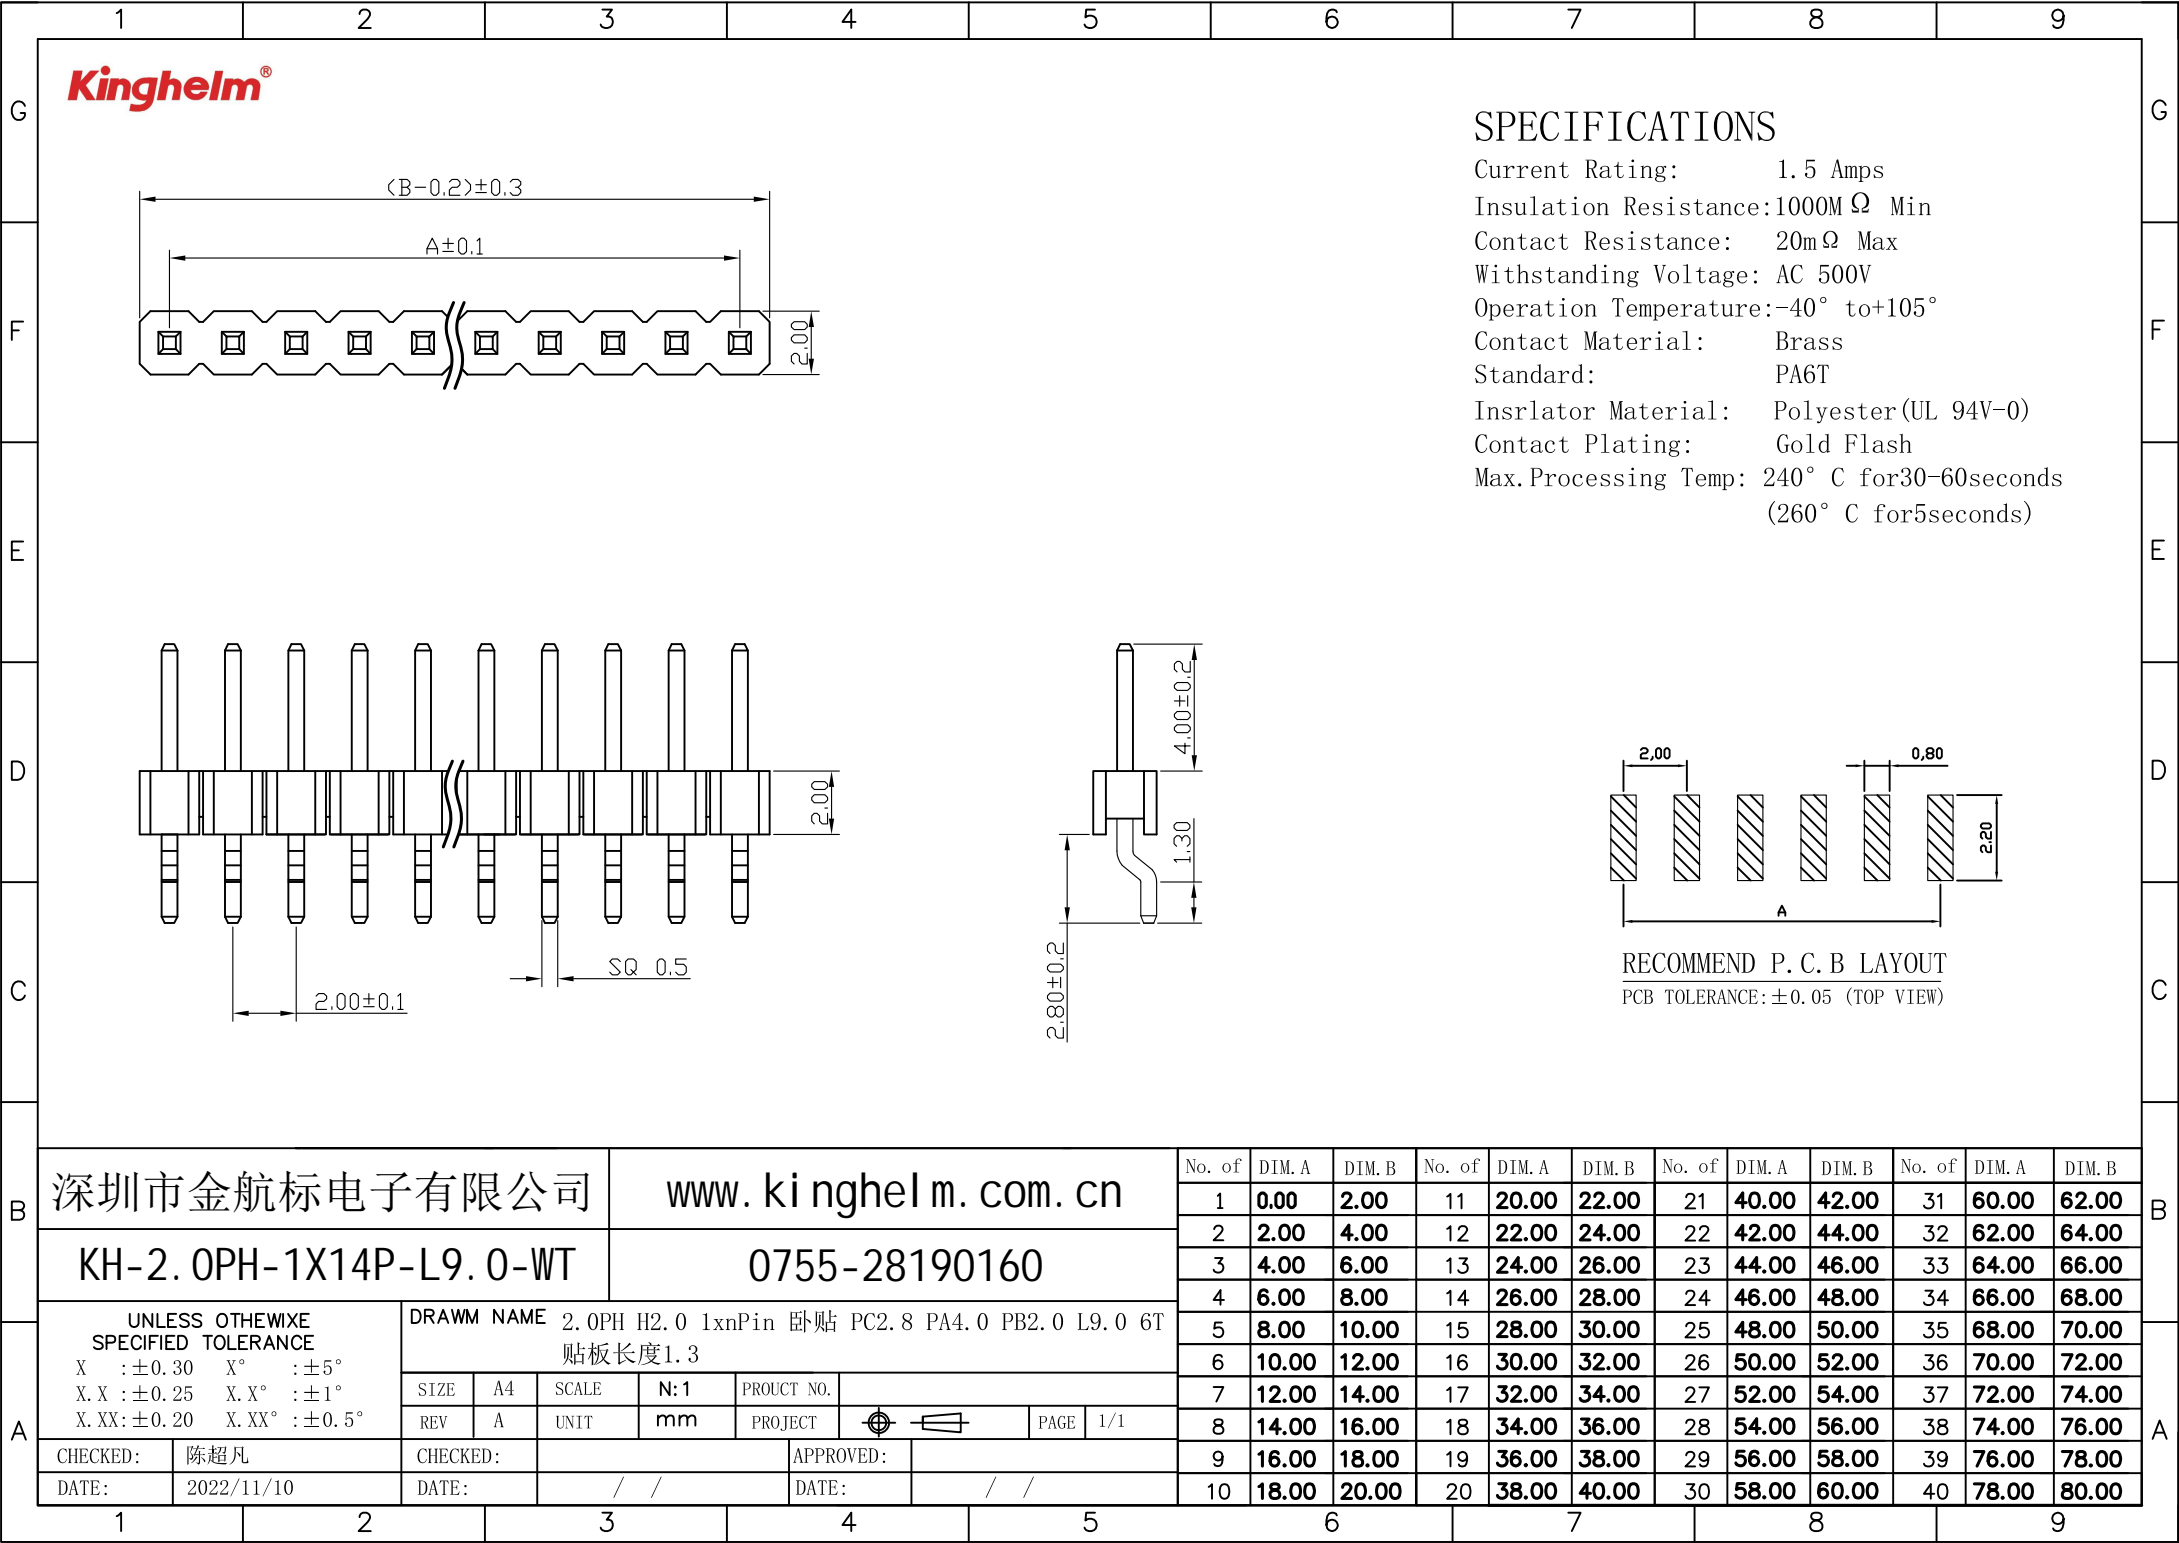 1 2 3 4 5 6 7 8 9
G G
F F
E E
D D
C C
B B
A A
Kinghelm®
(B-0.2)±0.3
A±0.1
2.00
SPECIFICATIONS
Current Rating: 1.5 Amps
Insulation Resistance:1000MΩ Min
Contact Resistance: 20mΩ Max
Withstanding Voltage: AC 500V
Operation Temperature:-40° to+105°
Contact Material: Brass
Standard: PA6T
Insrlator Material: Polyester(UL 94V-0)
Contact Plating: Gold Flash
Max.Processing Temp: 240° C for30-60seconds
(260° C for5seconds)
2.00
SQ 0.5
2.00±0.1
4.00±0.2
1.30
2.80±0.2
2,00
0,80
2.20
A
RECOMMEND P.C.B LAYOUT
PCB TOLERANCE:±0.05 (TOP VIEW)
深圳市金航标电子有限公司
www.kinghelm.com.cn
KH-2.0PH-1X14P-L9.0-WT
0755-28190160
UNLESS OTHEWIXE
SPECIFIED TOLERANCE
X :±0.30 X° :±5°
X.X :±0.25 X.X° :±1°
X.XX:±0.20 X.XX° :±0.5°
DRAWM NAME 2.0PH H2.0 1xnPin 卧贴 PC2.8 PA4.0 PB2.0 L9.0 6T
贴板长度1.3
SIZE A4 SCALE N:1 PROUCT NO.
REV A UNIT mm PROJECT PAGE 1/1
CHECKED: 陈超凡 CHECKED: APPROVED:
DATE: 2022/11/10 DATE: / / DATE: / /
No. of DIM.A DIM.B No. of DIM.A DIM.B No. of DIM.A DIM.B No. of DIM.A DIM.B
1 0.00 2.00 11 20.00 22.00 21 40.00 42.00 31 60.00 62.00
2 2.00 4.00 12 22.00 24.00 22 42.00 44.00 32 62.00 64.00
3 4.00 6.00 13 24.00 26.00 23 44.00 46.00 33 64.00 66.00
4 6.00 8.00 14 26.00 28.00 24 46.00 48.00 34 66.00 68.00
5 8.00 10.00 15 28.00 30.00 25 48.00 50.00 35 68.00 70.00
6 10.00 12.00 16 30.00 32.00 26 50.00 52.00 36 70.00 72.00
7 12.00 14.00 17 32.00 34.00 27 52.00 54.00 37 72.00 74.00
8 14.00 16.00 18 34.00 36.00 28 54.00 56.00 38 74.00 76.00
9 16.00 18.00 19 36.00 38.00 29 56.00 58.00 39 76.00 78.00
10 18.00 20.00 20 38.00 40.00 30 58.00 60.00 40 78.00 80.00
1 2 3 4 5 6 7 8 9